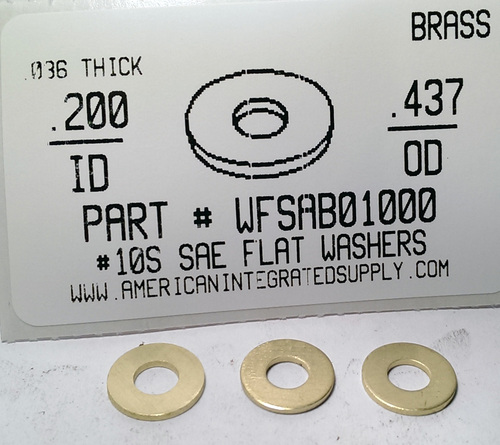 BRASS
.036 THICK
.200
ID
.437
OD
PART # WFSAB01000
#10S SAE FLAT WASHERS
WWW.AMERICANINTEGRATEDSUPPLY.COM